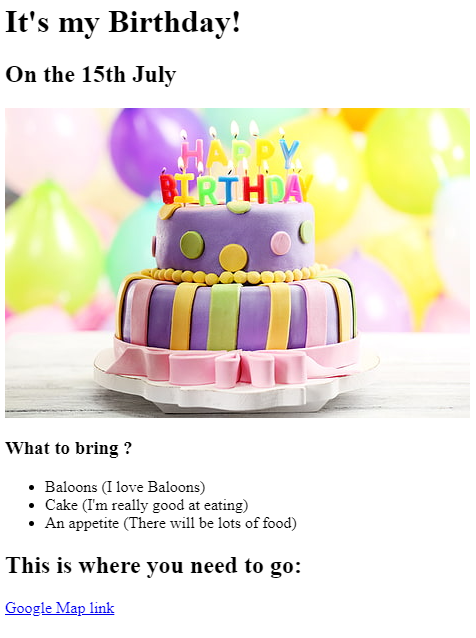 It's my Birthday!
On the 15th July
HAPPY
BIRTHDAY
What to bring ?
Baloons (I love Baloons)
Cake (I'm really good at eating)
An appetite (There will be lots of food)
This is where you need to go:
Google Map link